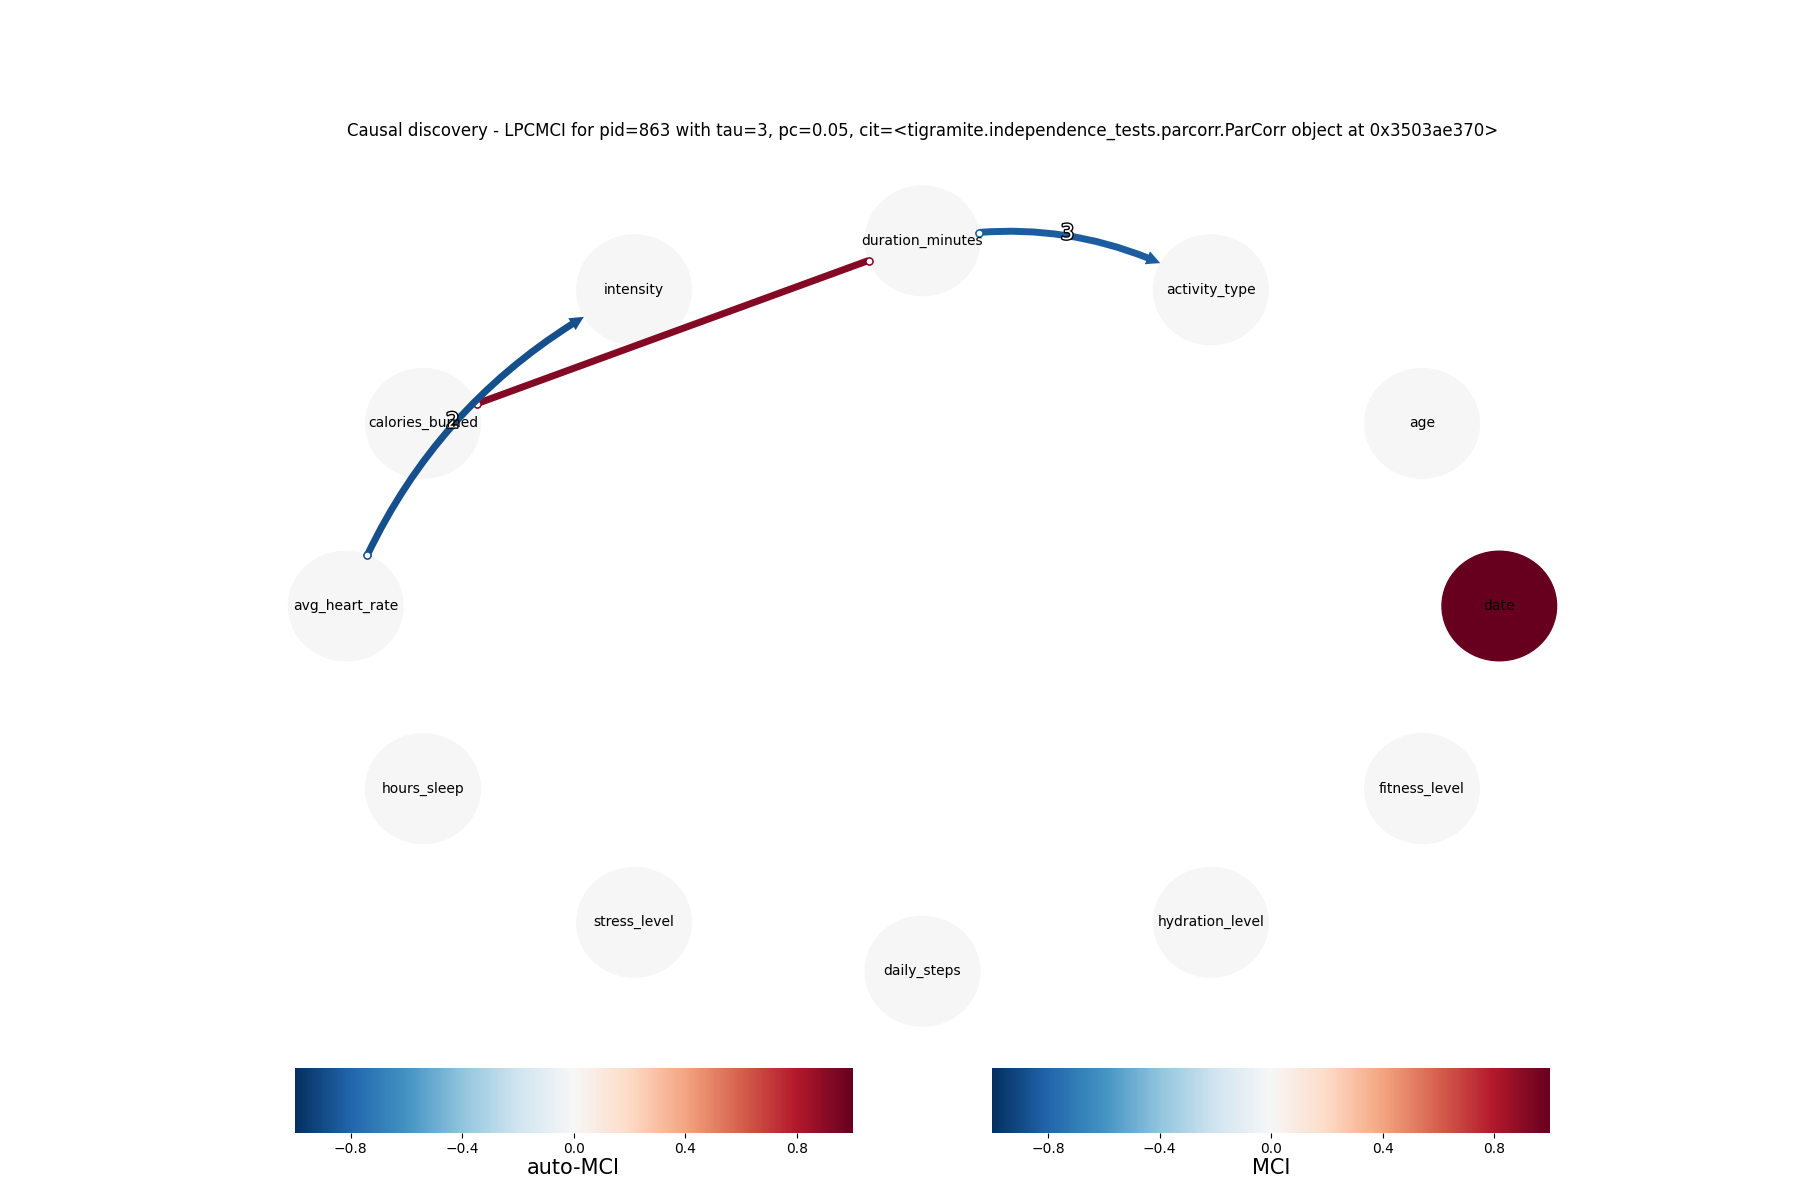 Causal discovery - LPCMCI for pid=863 with tau=3, pc=0.05, cit=<tigramite.independence_tests.parcorr.ParCorr object at 0x3503ae370>
3
duration_minutes
intensity
activity_type
2
calories_burned
age
avg_heart_rate
date
hours_sleep
fitness_level
stress_level
hydration_level
daily_steps
−0.8 −0.4 0.0 0.4 0.8
auto-MCI
−0.8 −0.4 0.0 0.4 0.8
MCI